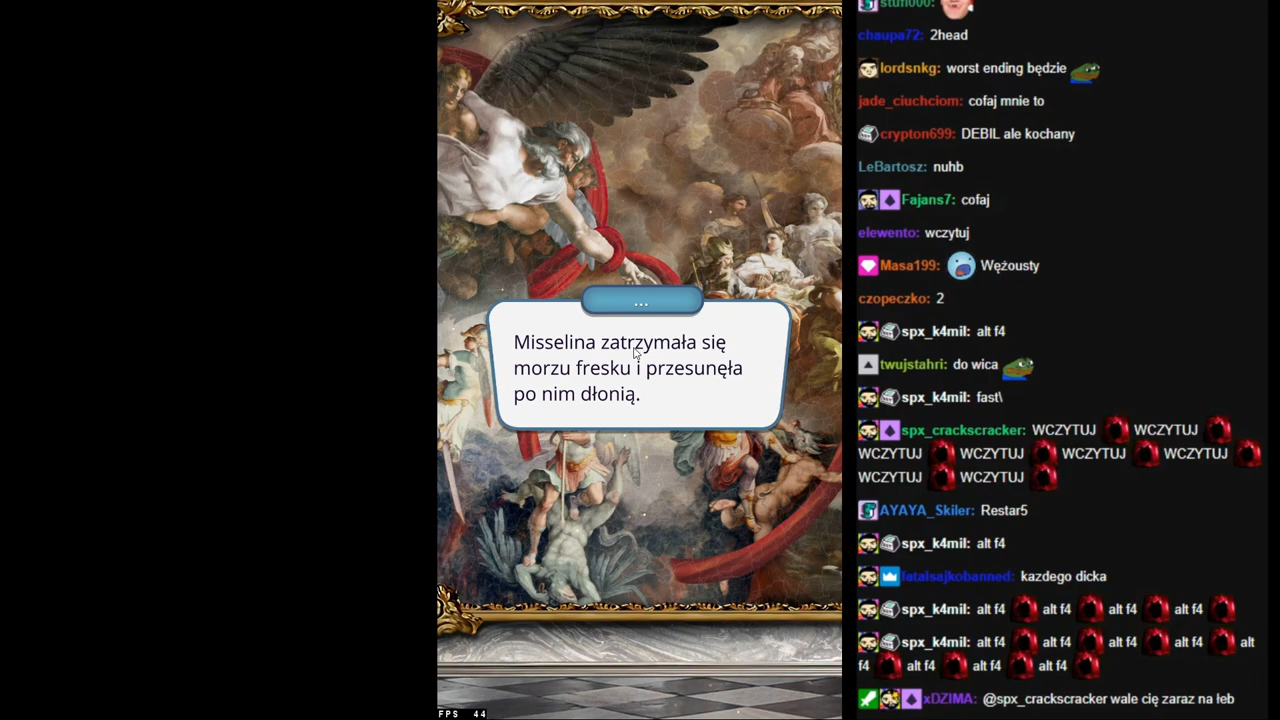 ...
Misselina zatrzymała się
morzu fresku i przesunęła
po nim dłonią.
FPS 44
stufi000:
chaupa72: 2head
lordsnkg: worst ending będzie
jade_ciuchciom: cofaj mnie to
crypton699: DEBIL ale kochany
LeBartosz: nuhb
Fajans7: cofaj
elewento: wczytuj
Masa199: Wężousty
czopeczko: 2
spx_k4mil: alt f4
twujstahri: do wica
spx_k4mil: fast\
spx_crackscracker: WCZYTUJ WCZYTUJ
WCZYTUJ WCZYTUJ WCZYTUJ WCZYTUJ
WCZYTUJ WCZYTUJ
AYAYA_Skiler: Restar5
spx_k4mil: alt f4
fatalsajkobanned: kazdego dicka
spx_k4mil: alt f4 alt f4 alt f4 alt f4
spx_k4mil: alt f4 alt f4 alt f4 alt f4 alt
f4 alt f4 alt f4 alt f4
xDZIMA: @spx_crackscracker wale cię zaraz na łeb